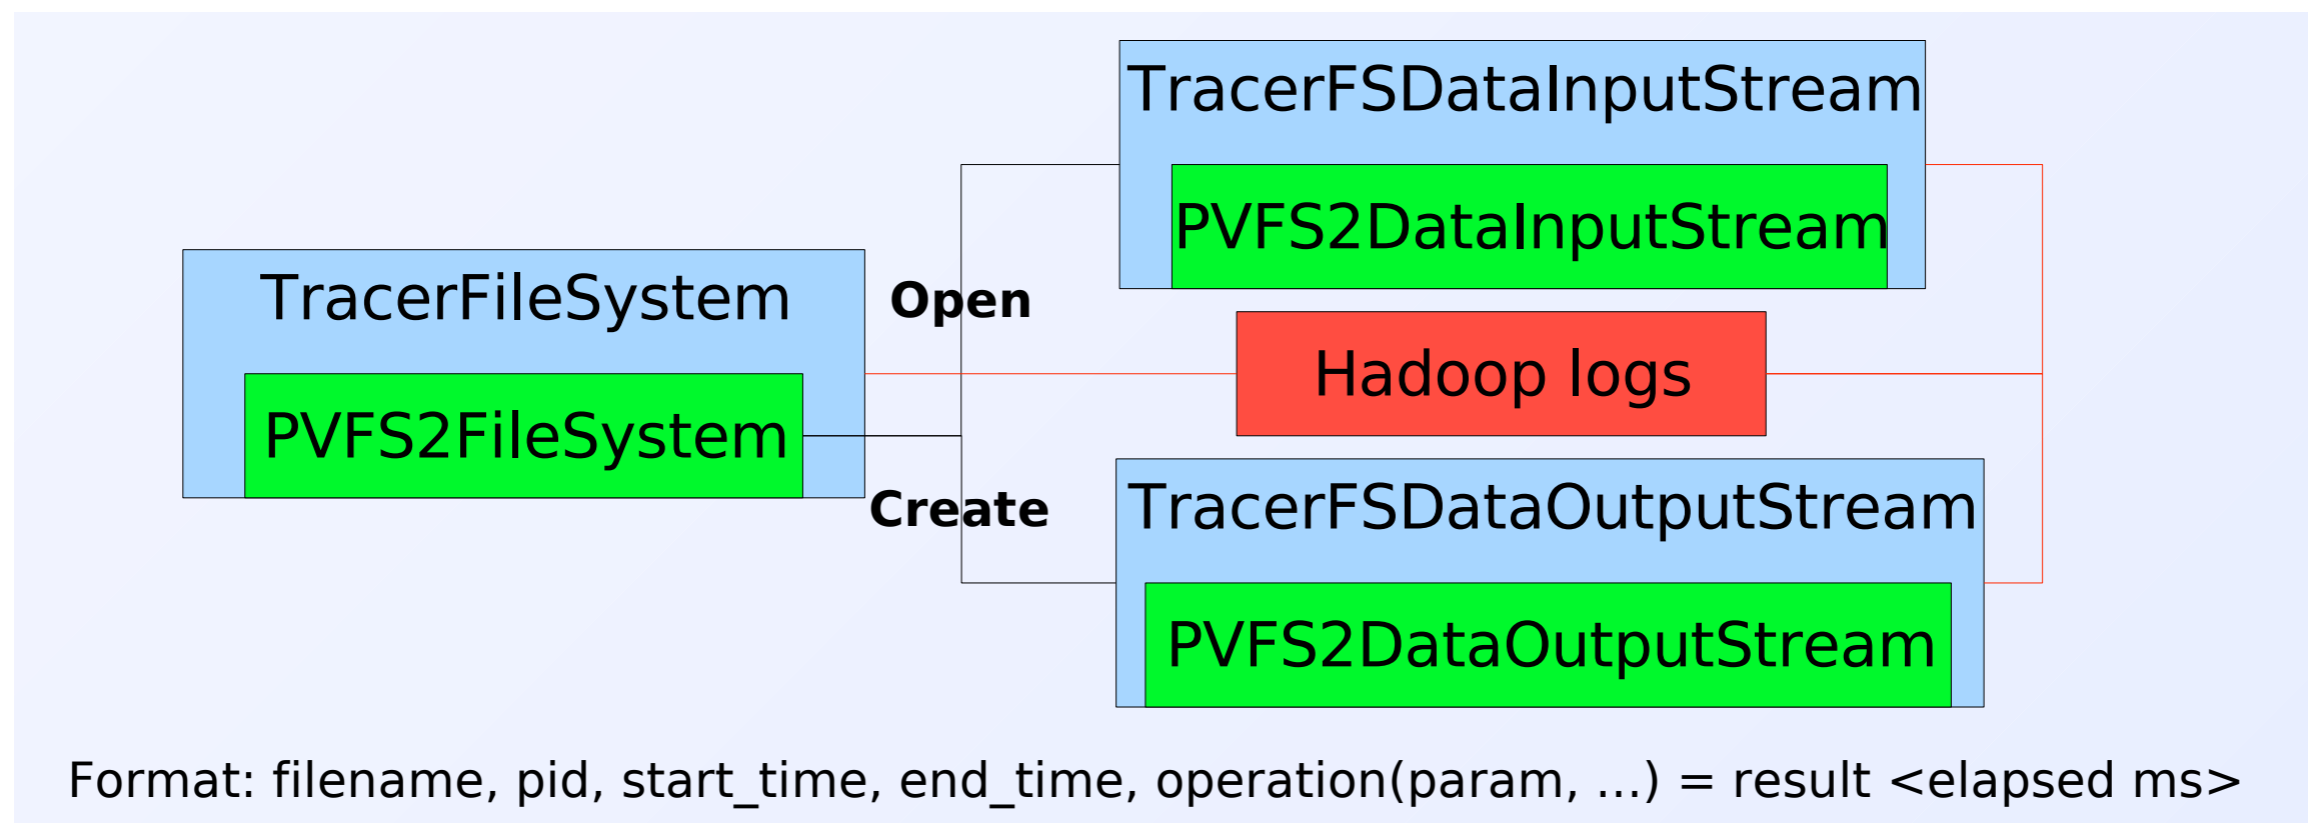 TracerFSDataInputStream
PVFS2DataInputStream
TracerFileSystem
Open
Hadoop logs
PVFS2FileSystem
Create
TracerFSDataOutputStream
PVFS2DataOutputStream
Format: filename, pid, start_time, end_time, operation(param, ...) = result <elapsed ms>